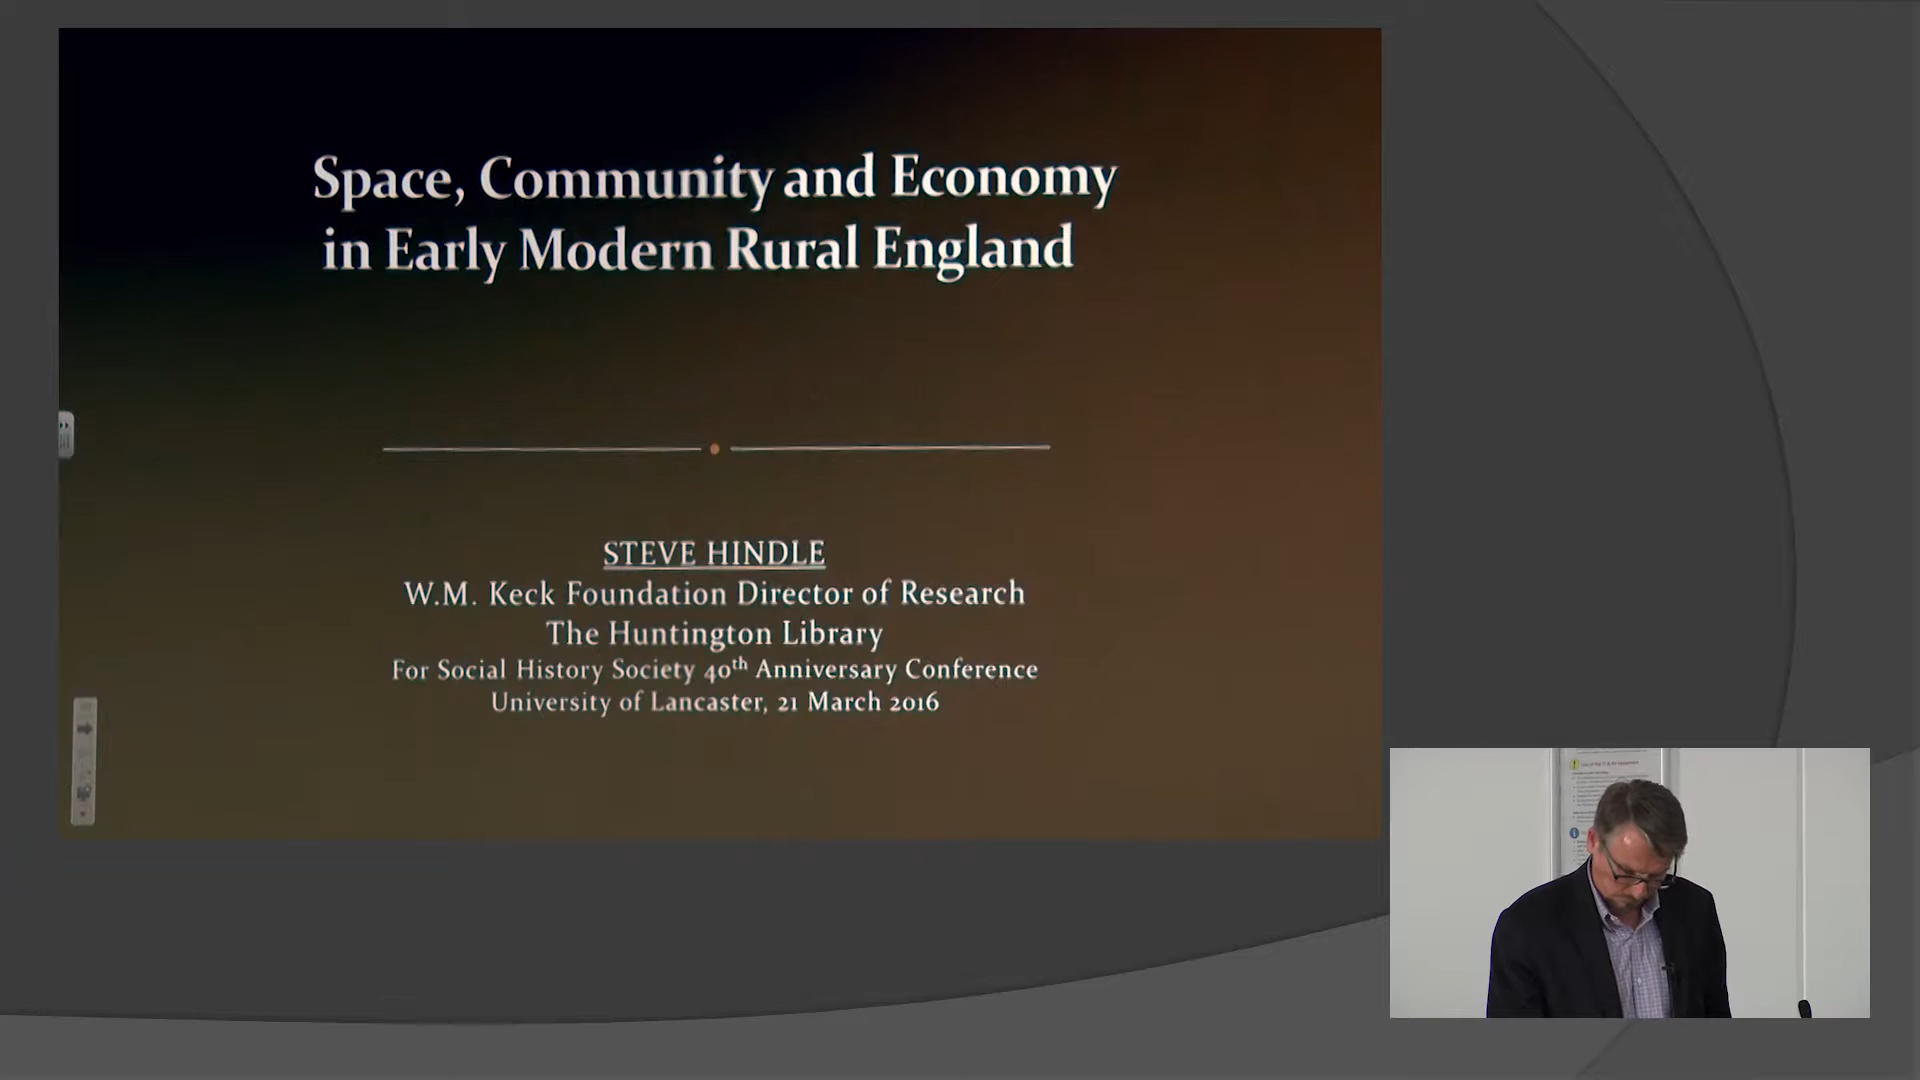 Space, Community and Economy
in Early Modern Rural England
STEVE HINDLE
W.M. Keck Foundation Director of Research
The Huntington Library
For Social History Society 40th Anniversary Conference
University of Lancaster, 21 March 2016